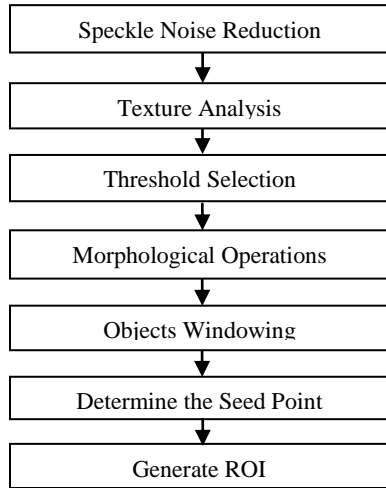 Speckle Noise Reduction
Texture Analysis
Threshold Selection
Morphological Operations
Objects Windowing
Determine the Seed Point
Generate ROI